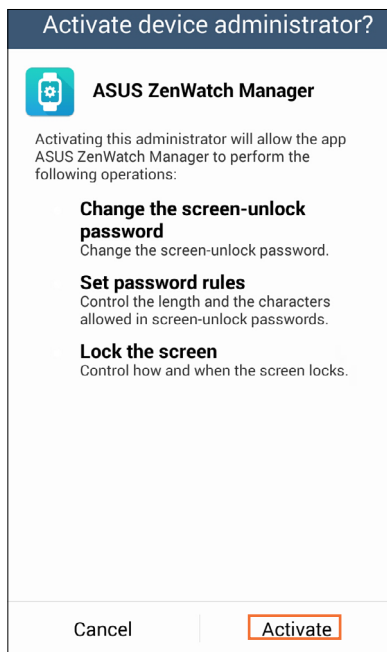 Activate device administrator?
ASUS ZenWatch Manager
Activating this administrator will allow the app
ASUS ZenWatch Manager to perform the
following operations:
Change the screen-unlock
password
Change the screen-unlock password.
Set password rules
Control the length and the characters
allowed in screen-unlock passwords.
Lock the screen
Control how and when the screen locks.
Cancel
Activate